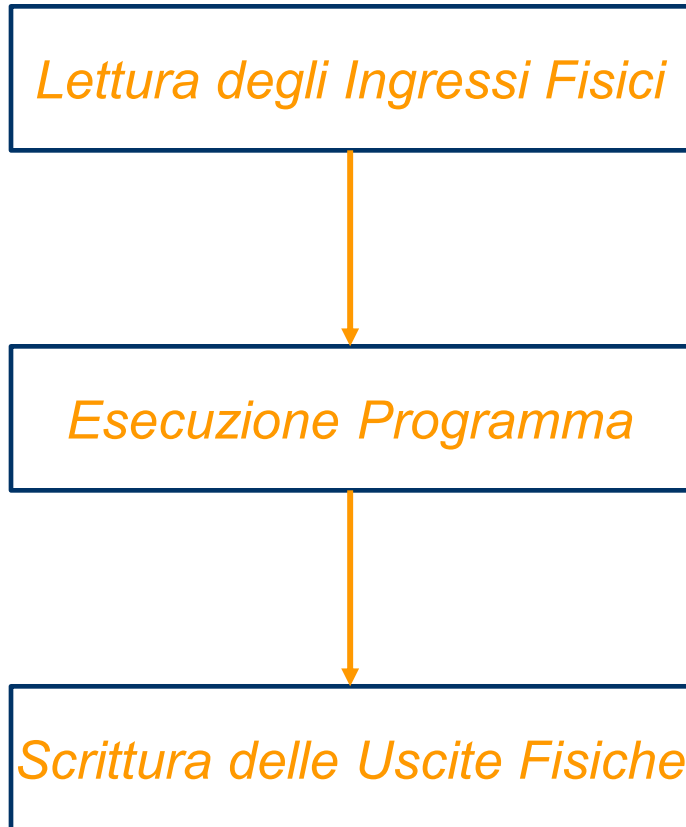 Lettura degli Ingressi Fisici
Esecuzione Programma
Scrittura delle Uscite Fisiche